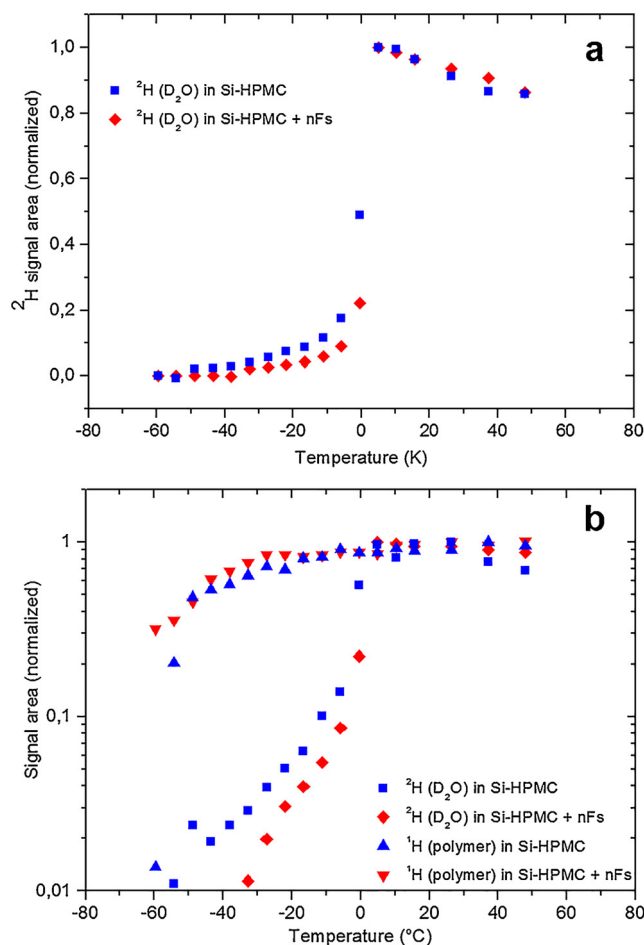 a
1,0
0,8
0,6
0,4
0,2
0,0
²H signal area (normalized)
²H (D₂O) in Si-HPMC
²H (D₂O) in Si-HPMC + nFs
-80 -60 -40 -20 0 20 40 60 80
Temperature (K)
b
1
0,1
0,01
Signal area (normalized)
²H (D₂O) in Si-HPMC
²H (D₂O) in Si-HPMC + nFs
¹H (polymer) in Si-HPMC
¹H (polymer) in Si-HPMC + nFs
-80 -60 -40 -20 0 20 40 60 80
Temperature (°C)